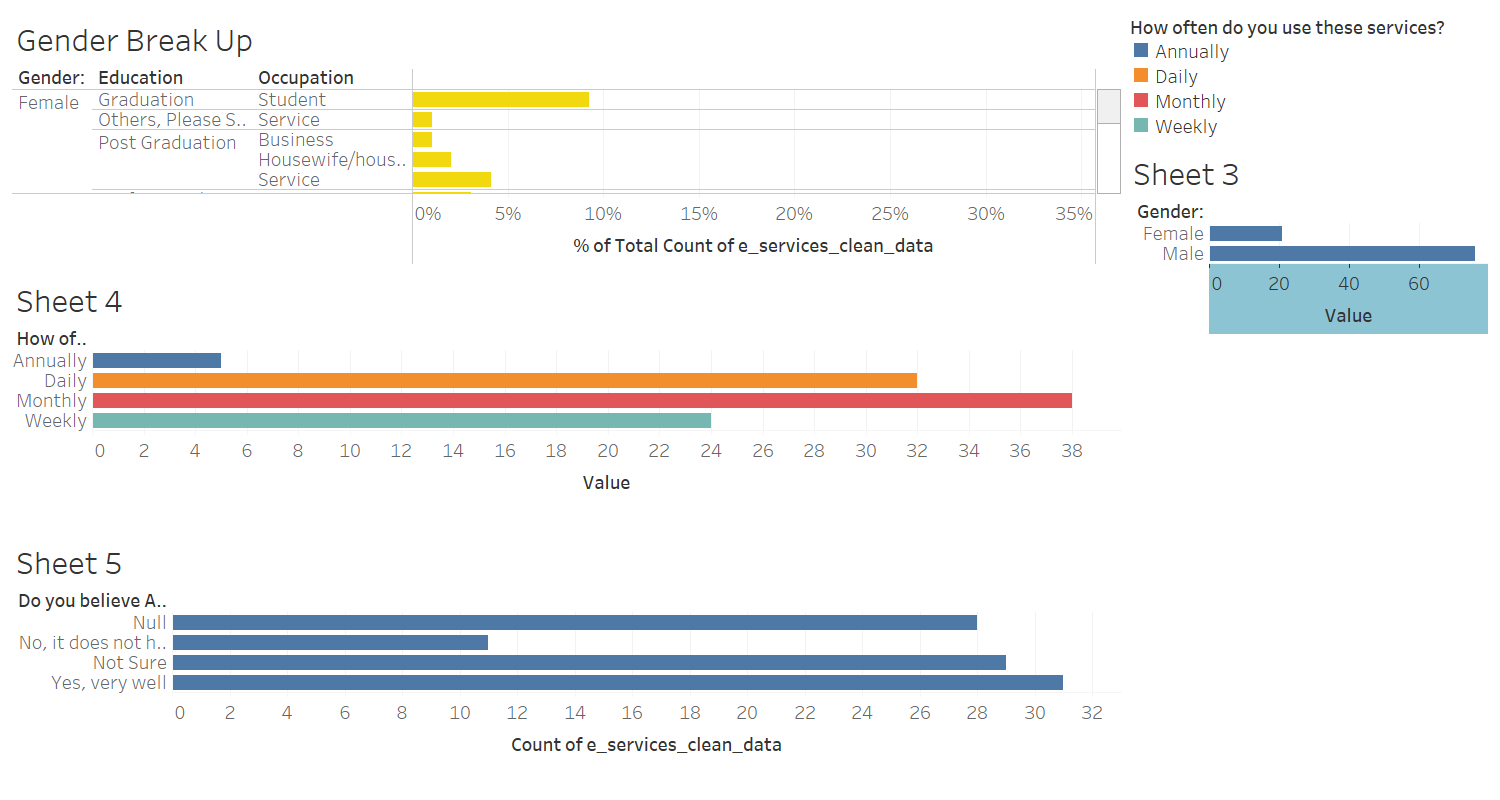 Gender Break Up
Gender: Education Occupation
Female Graduation Student
Others, Please S.. Service
Post Graduation Business
Housewife/hous..
Service
0% 5% 10% 15% 20% 25% 30% 35%
% of Total Count of e_services_clean_data
How often do you use these services?
Annually
Daily
Monthly
Weekly
Sheet 3
Gender:
Female
Male
0 20 40 60
Value
Sheet 4
How of..
Annually
Daily
Monthly
Weekly
0 2 4 6 8 10 12 14 16 18 20 22 24 26 28 30 32 34 36 38
Value
Sheet 5
Do you believe A..
Null
No, it does not h..
Not Sure
Yes, very well
0 2 4 6 8 10 12 14 16 18 20 22 24 26 28 30 32
Count of e_services_clean_data